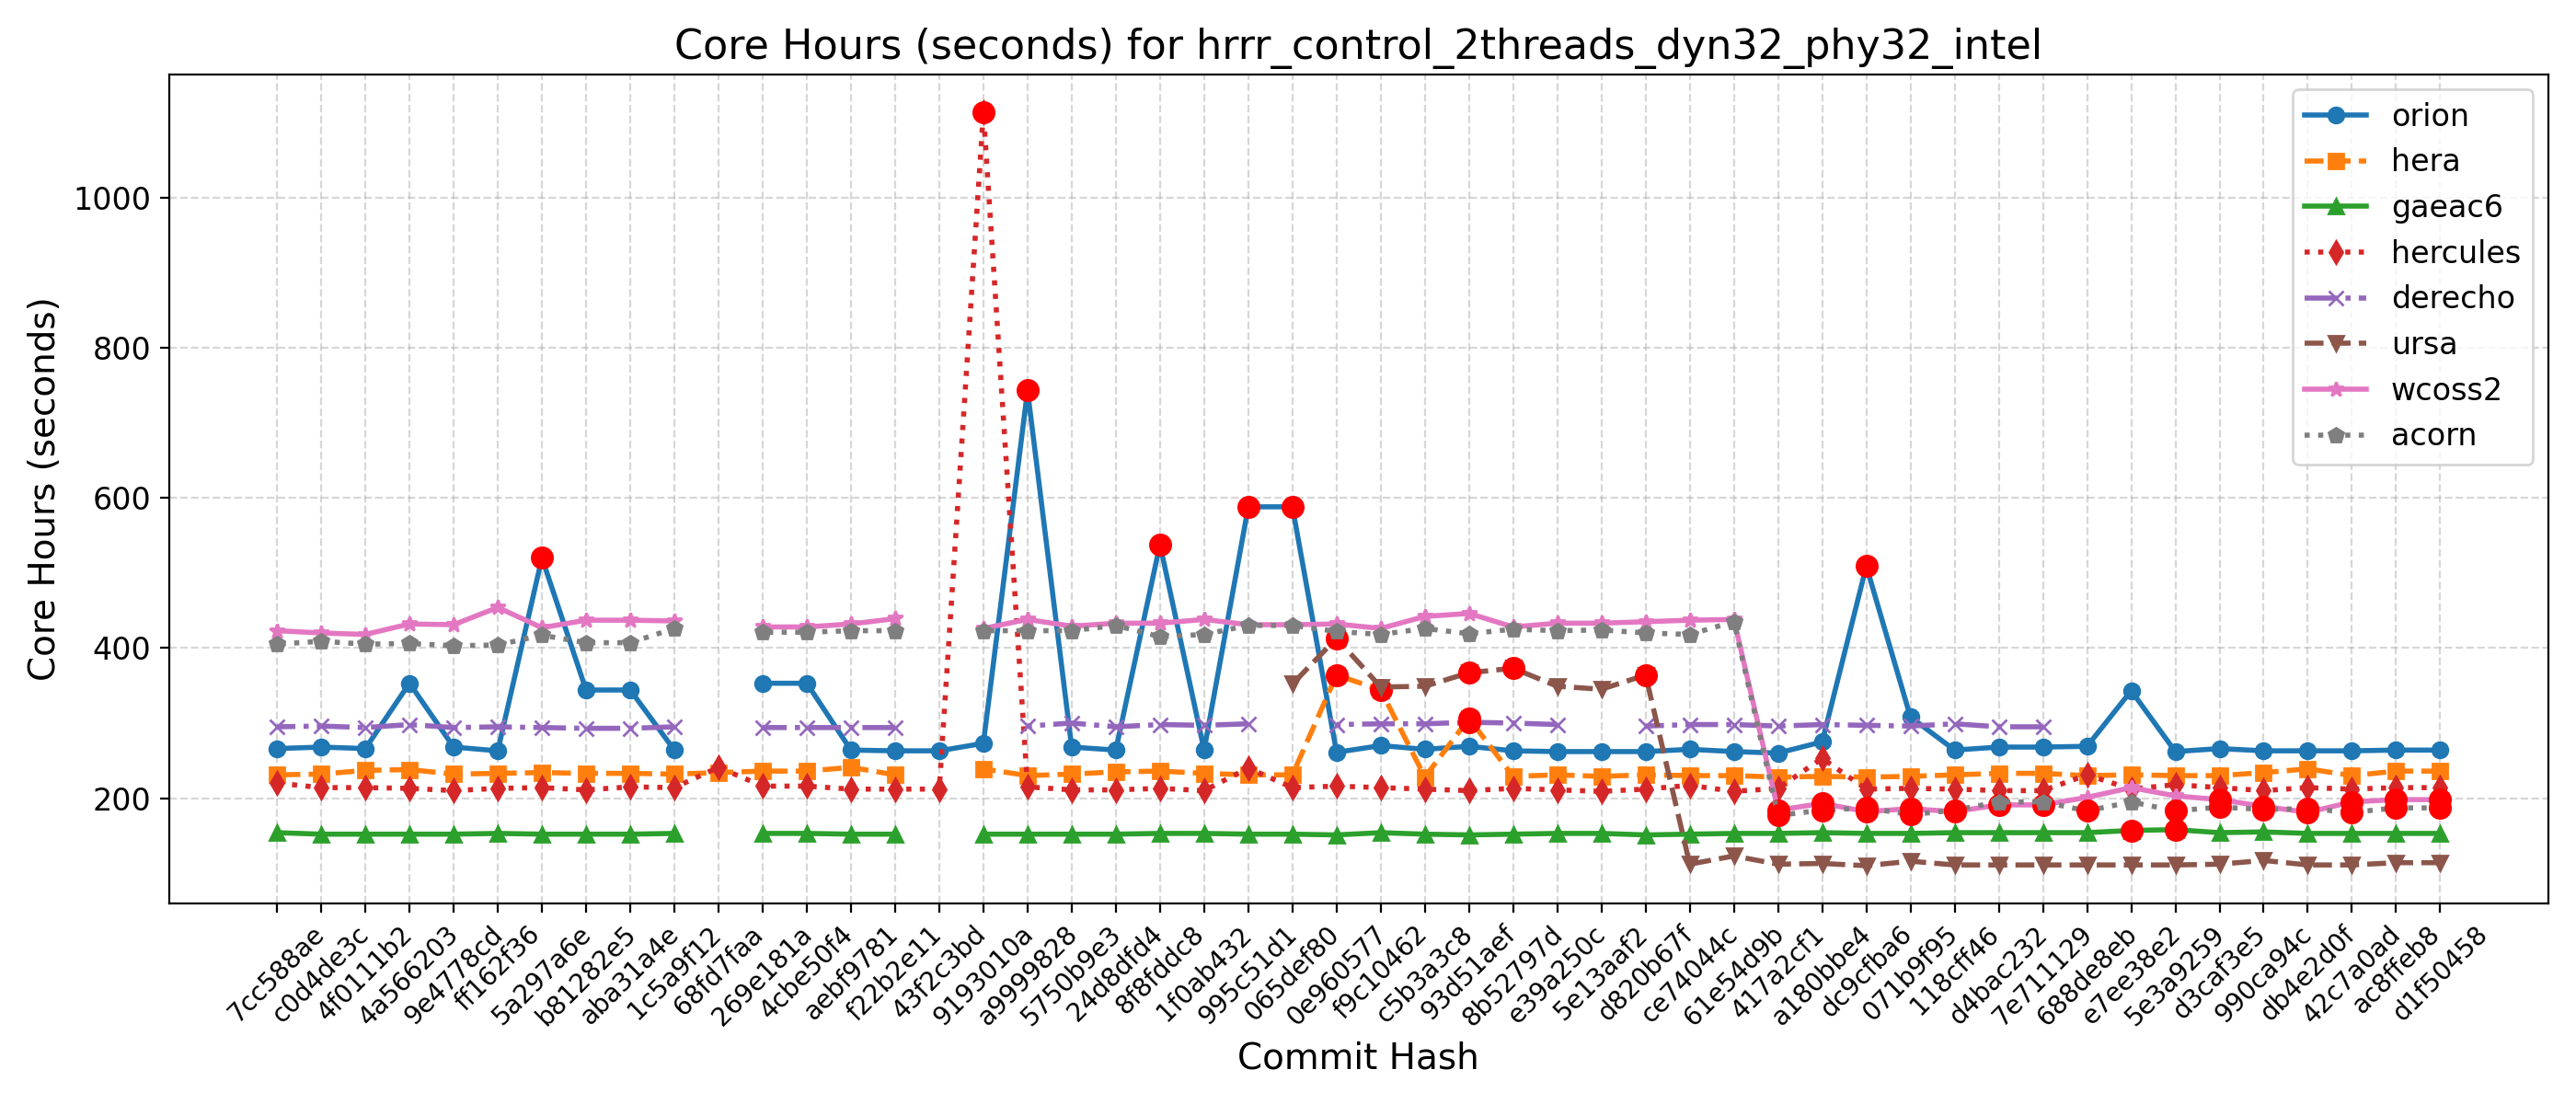 Core Hours (seconds) for hrrr_control_2threads_dyn32_phy32_intel
Core Hours (seconds)
1000
800
600
400
200
orion
hera
gaeac6
hercules
derecho
ursa
wcoss2
acorn
7cc588ae
c0d4de3c
4f0111b2
4a566203
9e4778cd
ff162f36
5a297a6e
b81282e5
aba31a4e
1c5a9f12
68fd7faa
269e181a
4cbe50f4
aebf9781
f22b2e11
43f2c3bd
9193010a
a9999828
5750b9e3
24d8dfd4
8f8fddc8
1f0ab432
995c51d1
065def80
0e960577
f9c10462
c5b3a3c8
93d51aef
8b52797d
e39a250c
5e13aaf2
d820b67f
ce74044c
61e54d9b
417a2cf1
a180bbe4
dc9cfba6
071b9f95
118cff46
d4bac232
7e711129
688de8eb
e7ee38e2
5e3a9259
d3caf3e5
990ca94c
db4e2d0f
42c7a0ad
ac8ffeb8
d1f50458
Commit Hash